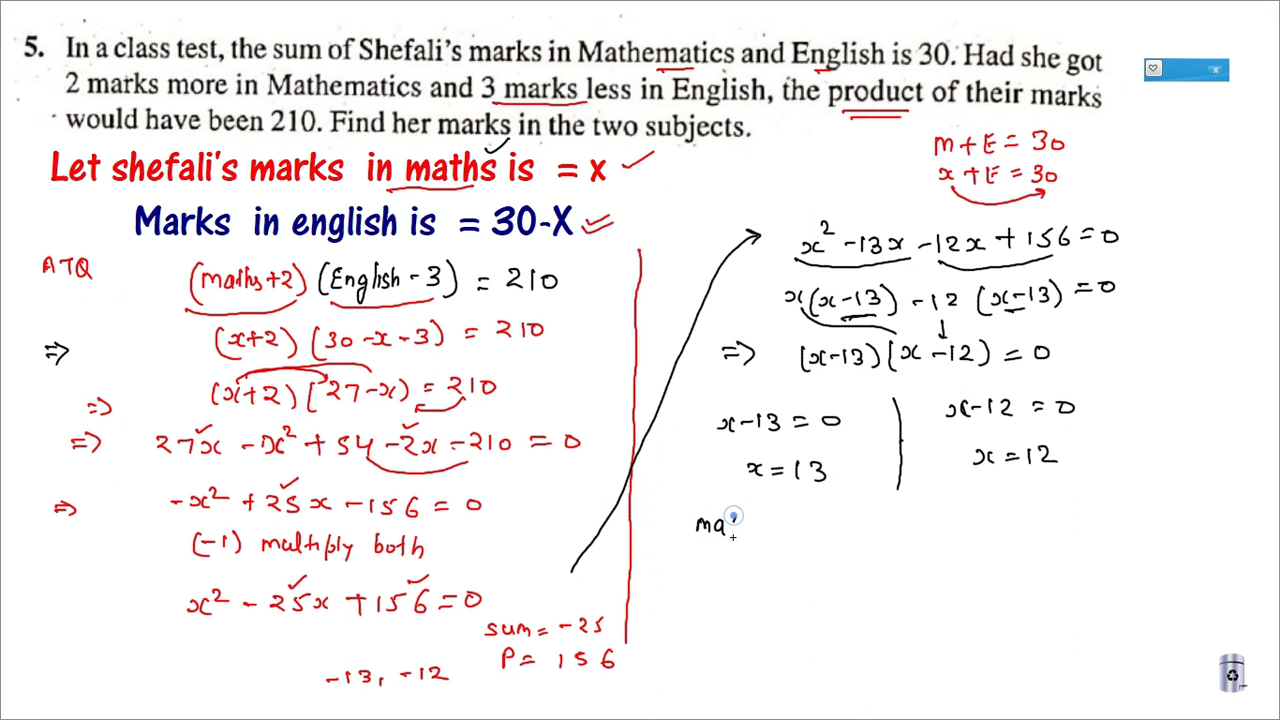 5. In a class test, the sum of Shefali's marks in Mathematics and English is 30. Had she got
2 marks more in Mathematics and 3 marks less in English, the product of their marks
would have been 210. Find her marks in the two subjects.
Let shefali's marks in maths is = x
Marks in english is = 30-X
m + E = 30
x + E = 30
ATQ
(maths+2) (English - 3) = 210
⇒ (x+2) (30 - x - 3) = 210
⇒ (x+2) (27 - x) = 210
⇒ 27x - x² + 54 - 2x - 210 = 0
⇒ -x² + 25x - 156 = 0
(-1) multiply both
x² - 25x + 156 = 0
sum = -25
P = 156
-13, -12
x² - 13x - 12x + 156 = 0
x(x-13) - 12 (x-13) = 0
⇒ (x-13) (x-12) = 0
x - 13 = 0
x = 13
x - 12 = 0
x = 12
ma